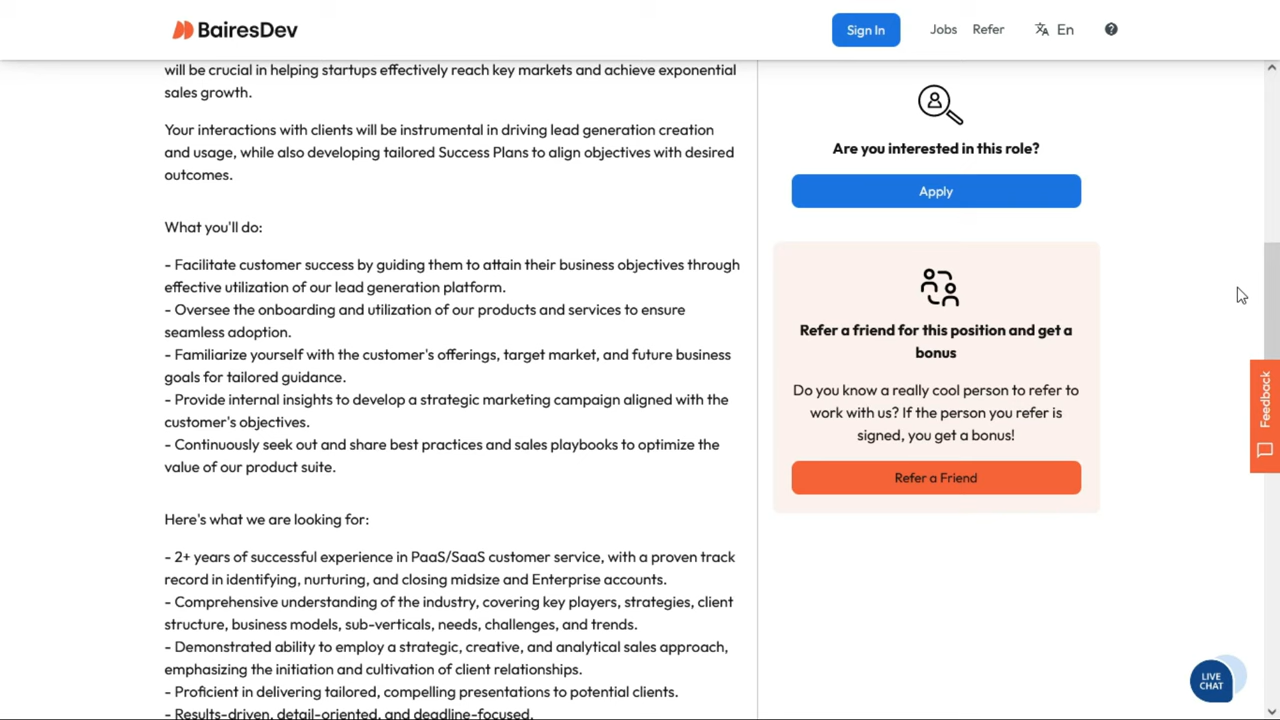 BairesDev
Sign In
Jobs
Refer
En
will be crucial in helping startups effectively reach key markets and achieve exponential
sales growth.
Your interactions with clients will be instrumental in driving lead generation creation
and usage, while also developing tailored Success Plans to align objectives with desired
outcomes.
What you'll do:
- Facilitate customer success by guiding them to attain their business objectives through
effective utilization of our lead generation platform.
- Oversee the onboarding and utilization of our products and services to ensure
seamless adoption.
- Familiarize yourself with the customer's offerings, target market, and future business
goals for tailored guidance.
- Provide internal insights to develop a strategic marketing campaign aligned with the
customer's objectives.
- Continuously seek out and share best practices and sales playbooks to optimize the
value of our product suite.
Here's what we are looking for:
- 2+ years of successful experience in PaaS/SaaS customer service, with a proven track
record in identifying, nurturing, and closing midsize and Enterprise accounts.
- Comprehensive understanding of the industry, covering key players, strategies, client
structure, business models, sub-verticals, needs, challenges, and trends.
- Demonstrated ability to employ a strategic, creative, and analytical sales approach,
emphasizing the initiation and cultivation of client relationships.
- Proficient in delivering tailored, compelling presentations to potential clients.
- Results-driven, detail-oriented, and deadline-focused.
Are you interested in this role?
Apply
Refer a friend for this position and get a
bonus
Do you know a really cool person to refer to
work with us? If the person you refer is
signed, you get a bonus!
Refer a Friend
Feedback
LIVE
CHAT